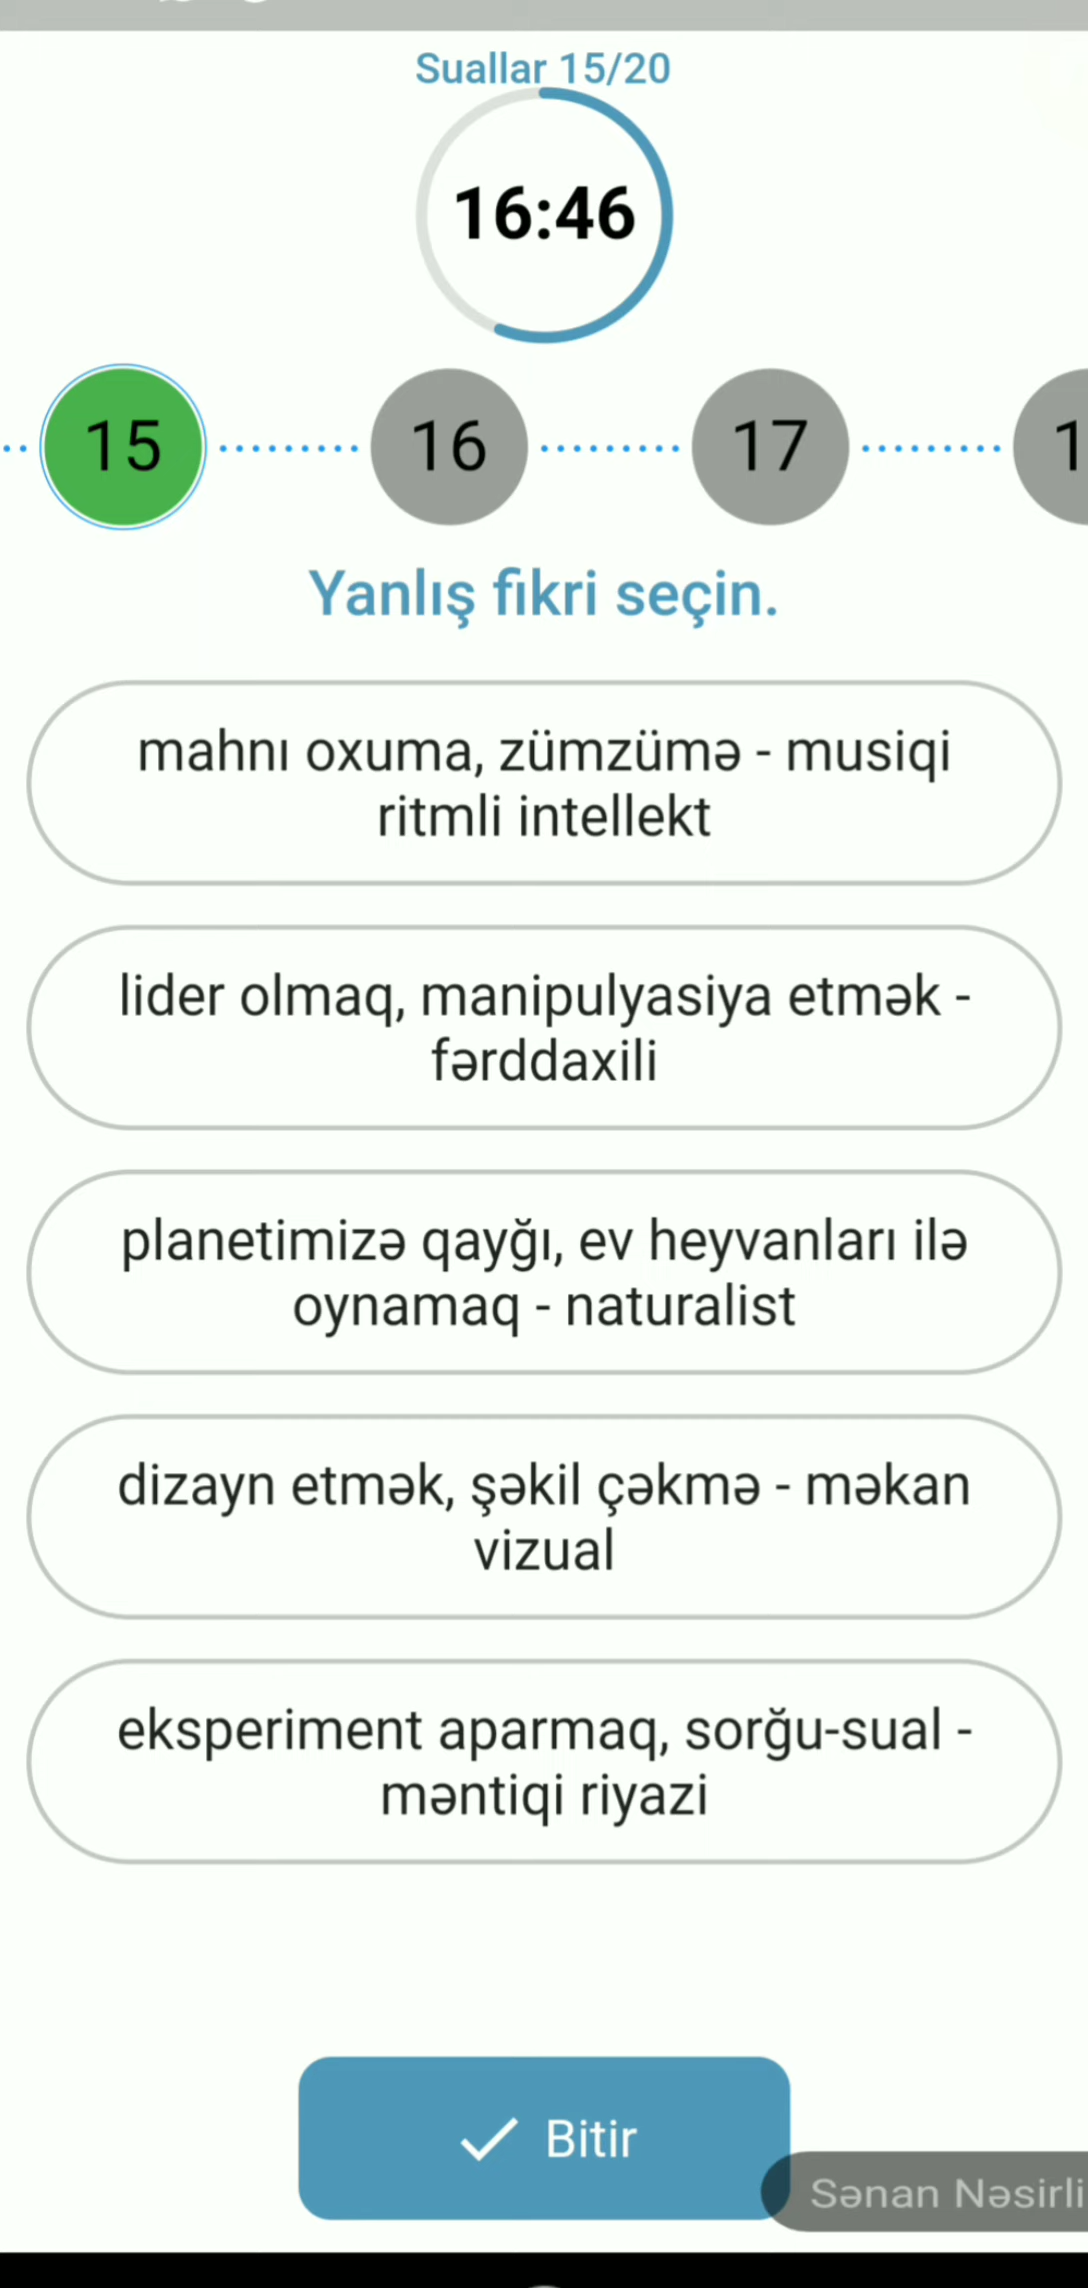 Suallar 15/20
16:46
15
16
17
1
Yanlış fikri seçin.
mahnı oxuma, zümzümə - musiqi
ritmli intellekt
lider olmaq, manipulyasiya etmək -
fərddaxili
planetimizə qayğı, ev heyvanları ilə
oynamaq - naturalist
dizayn etmək, şəkil çəkmə - məkan
vizual
eksperiment aparmaq, sorğu-sual -
məntiqi riyazi
Bitir
Sənan Nəsirli